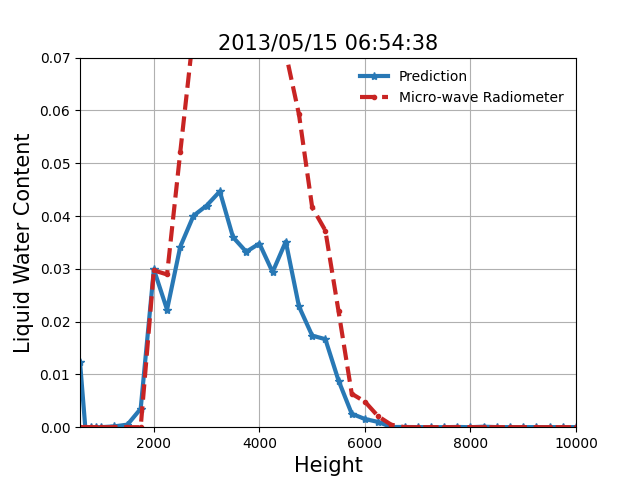 2013/05/15 06:54:38
Prediction
Micro-wave Radiometer
Liquid Water Content
0.07
0.06
0.05
0.04
0.03
0.02
0.01
0.00
2000 4000 6000 8000 10000
Height